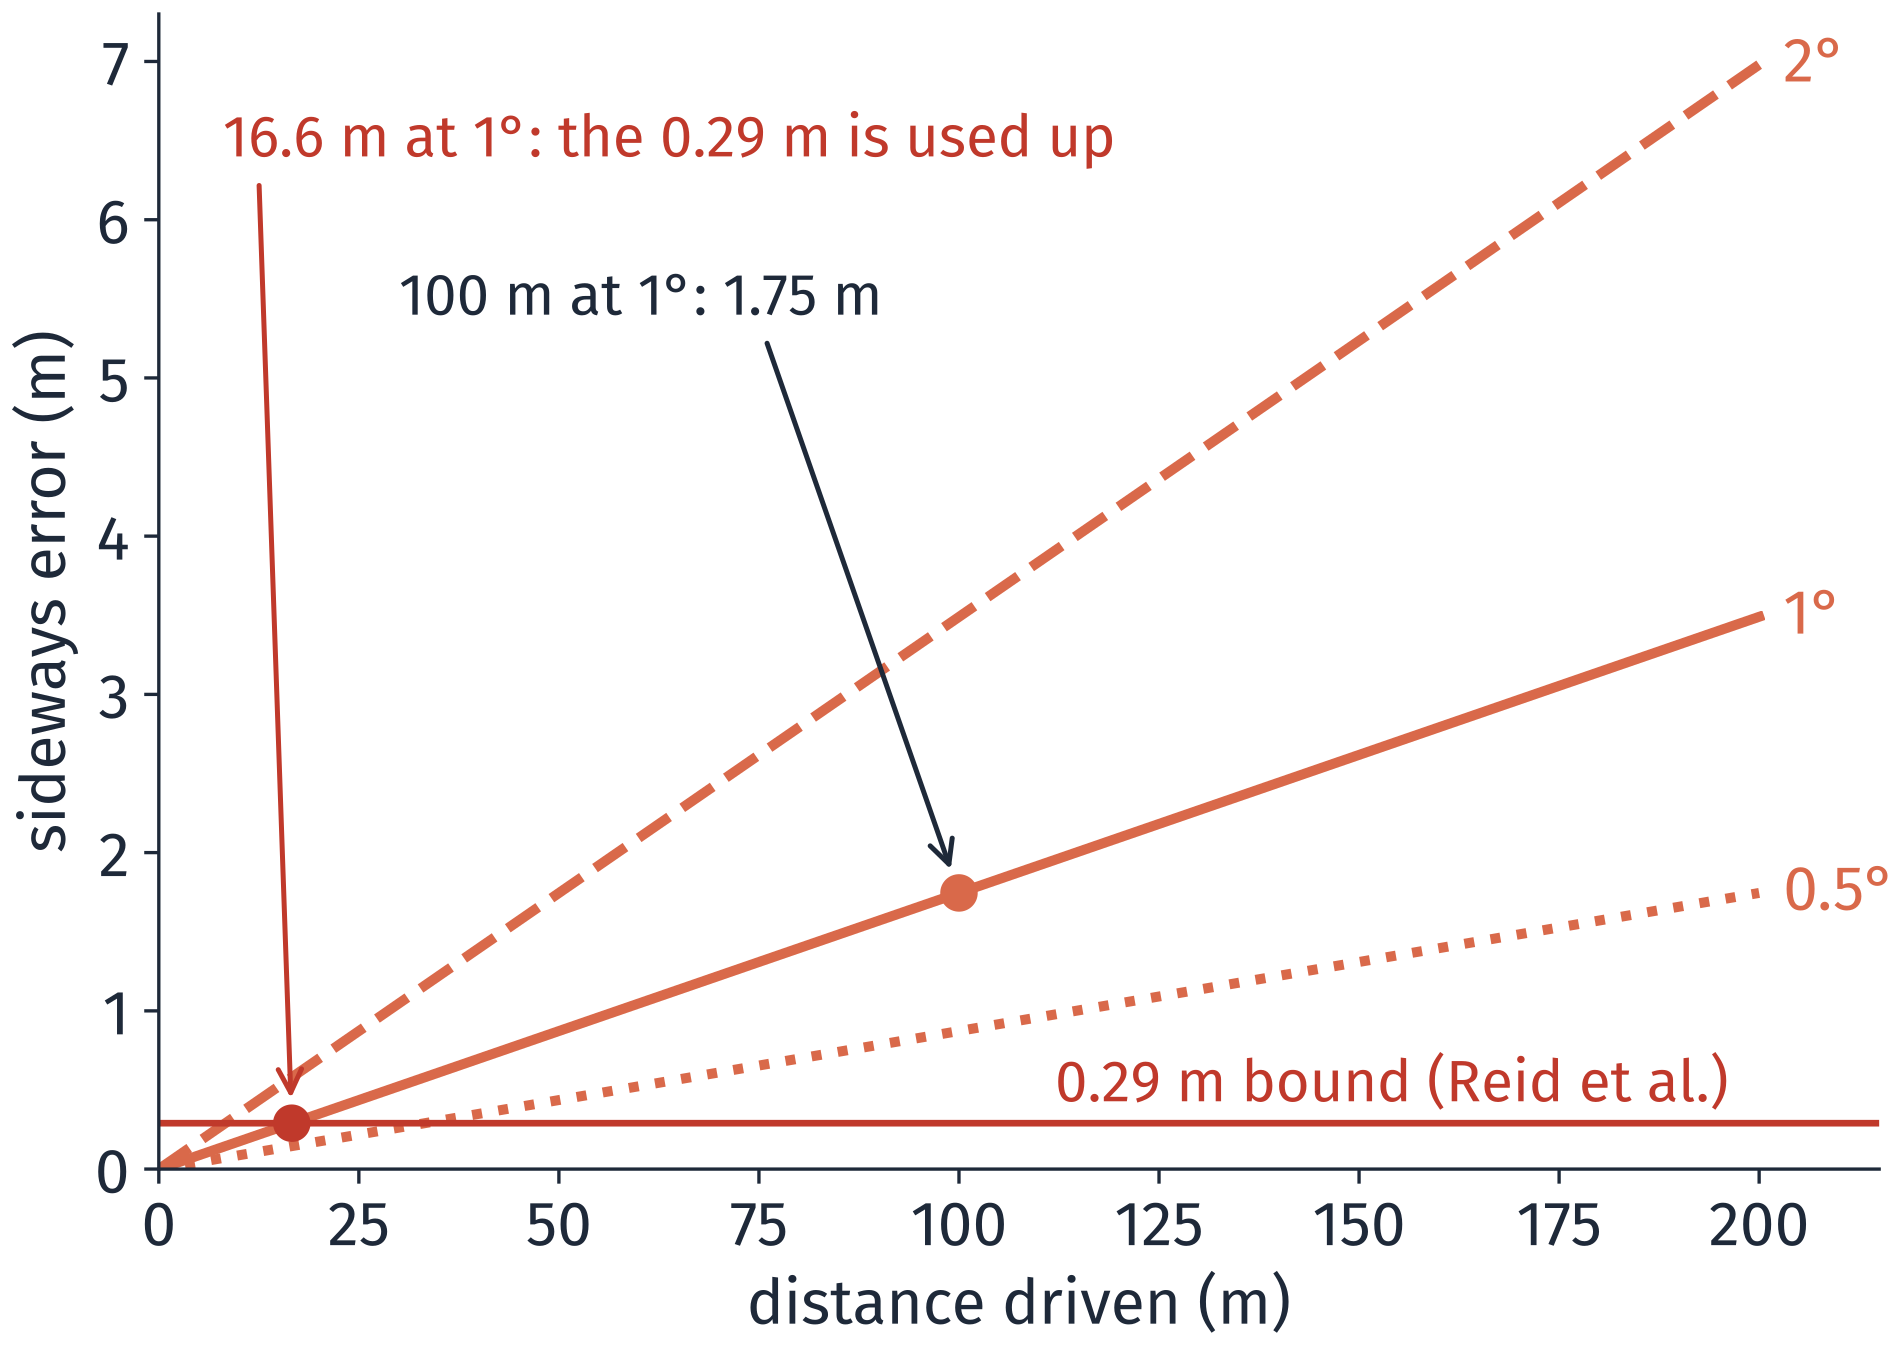 7
2°
16.6 m at 1°: the 0.29 m is used up
6
100 m at 1°: 1.75 m
5
4
sideways error (m)
1°
3
2
0.5°
1
0.29 m bound (Reid et al.)
0
0 25 50 75 100 125 150 175 200
distance driven (m)